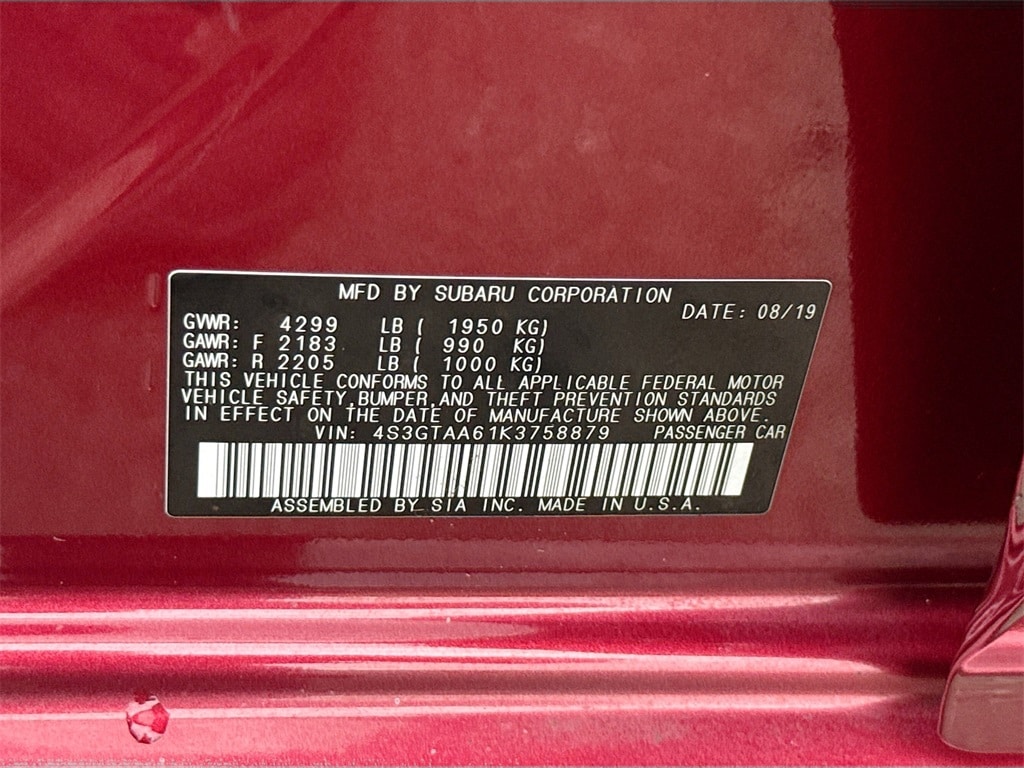 MFD BY SUBARU CORPORATION
DATE: 08/19
GVWR: 4299 LB ( 1950 KG)
GAWR: F 2183 LB ( 990 KG)
GAWR: R 2205 LB ( 1000 KG)
THIS VEHICLE CONFORMS TO ALL APPLICABLE FEDERAL MOTOR
VEHICLE SAFETY,BUMPER,AND THEFT PREVENTION STANDARDS
IN EFFECT ON THE DATE OF MANUFACTURE SHOWN ABOVE.
VIN: 4S3GTAA61K3758879 PASSENGER CAR
ASSEMBLED BY SIA INC. MADE IN U.S.A.